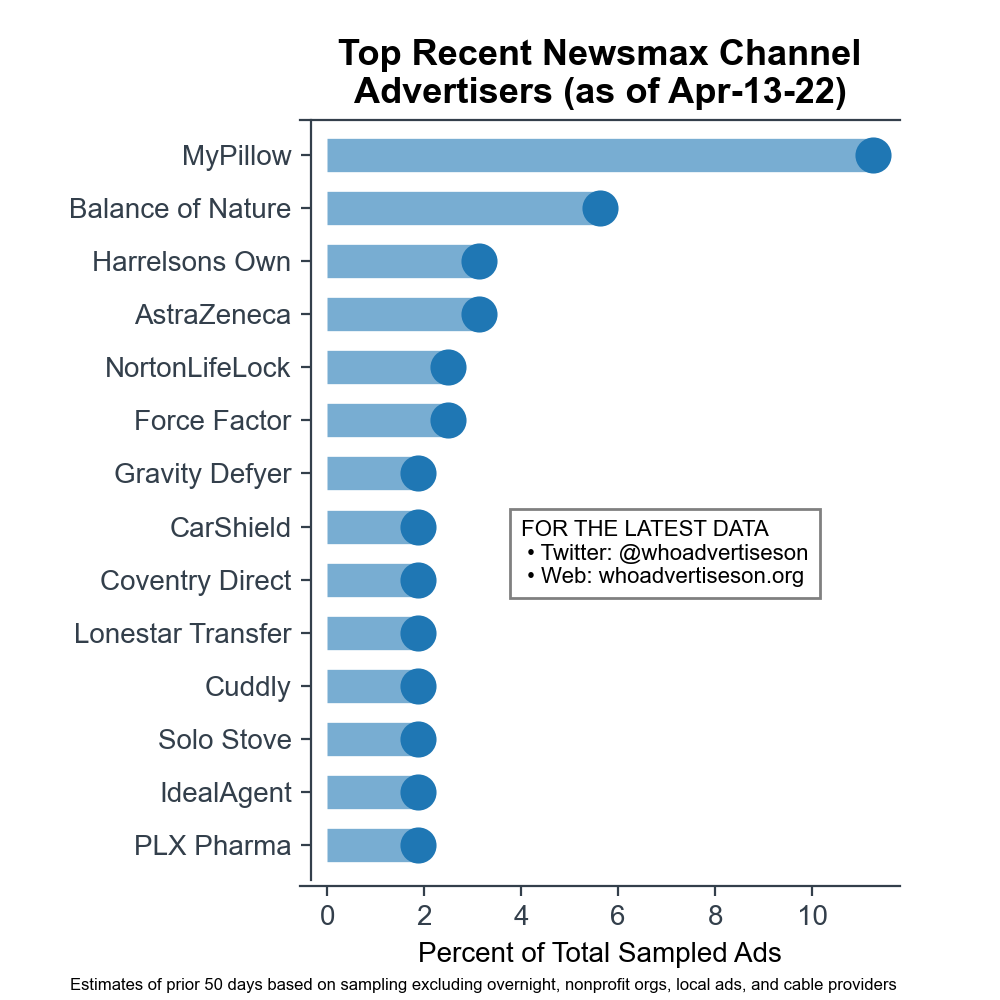 Top Recent Newsmax Channel
Advertisers (as of Apr-13-22)
MyPillow
Balance of Nature
Harrelsons Own
AstraZeneca
NortonLifeLock
Force Factor
Gravity Defyer
CarShield
Coventry Direct
Lonestar Transfer
Cuddly
Solo Stove
IdealAgent
PLX Pharma
FOR THE LATEST DATA
• Twitter: @whoadvertiseson
• Web: whoadvertiseson.org
0 2 4 6 8 10
Percent of Total Sampled Ads
Estimates of prior 50 days based on sampling excluding overnight, nonprofit orgs, local ads, and cable providers